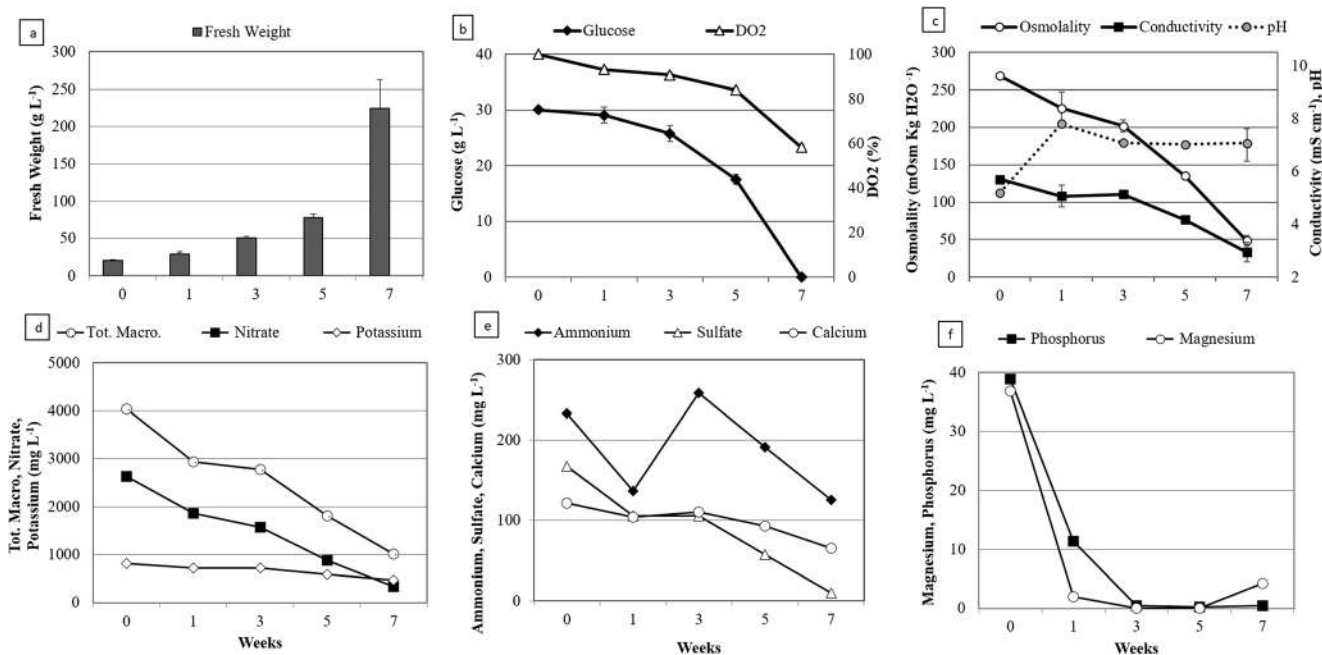 a
Fresh Weight
Fresh Weight (g L⁻¹)
300
250
200
150
100
50
0
0 1 3 5 7
b
Glucose DO2
Glucose (g L⁻¹)
40
30
20
10
0
DO2 (%)
100
80
60
40
20
0
0 1 3 5 7
c
Osmolality Conductivity pH
Osmolality (mOsm Kg H2O⁻¹)
300
250
200
150
100
50
0
Conductivity (mS cm⁻¹), pH
10
8
6
4
2
0 1 3 5 7
d
Tot. Macro. Nitrate Potassium
Tot. Macro, Nitrate,
Potassium (mg L⁻¹)
5000
4000
3000
2000
1000
0
0 1 3 5 7
Weeks
e
Ammonium Sulfate Calcium
Ammonium, Sulfate, Calcium (mg L⁻¹)
300
200
100
0
0 1 3 5 7
Weeks
f
Phosphorus Magnesium
Magnesium, Phosphorus (mg L⁻¹)
40
30
20
10
0
0 1 3 5 7
Weeks